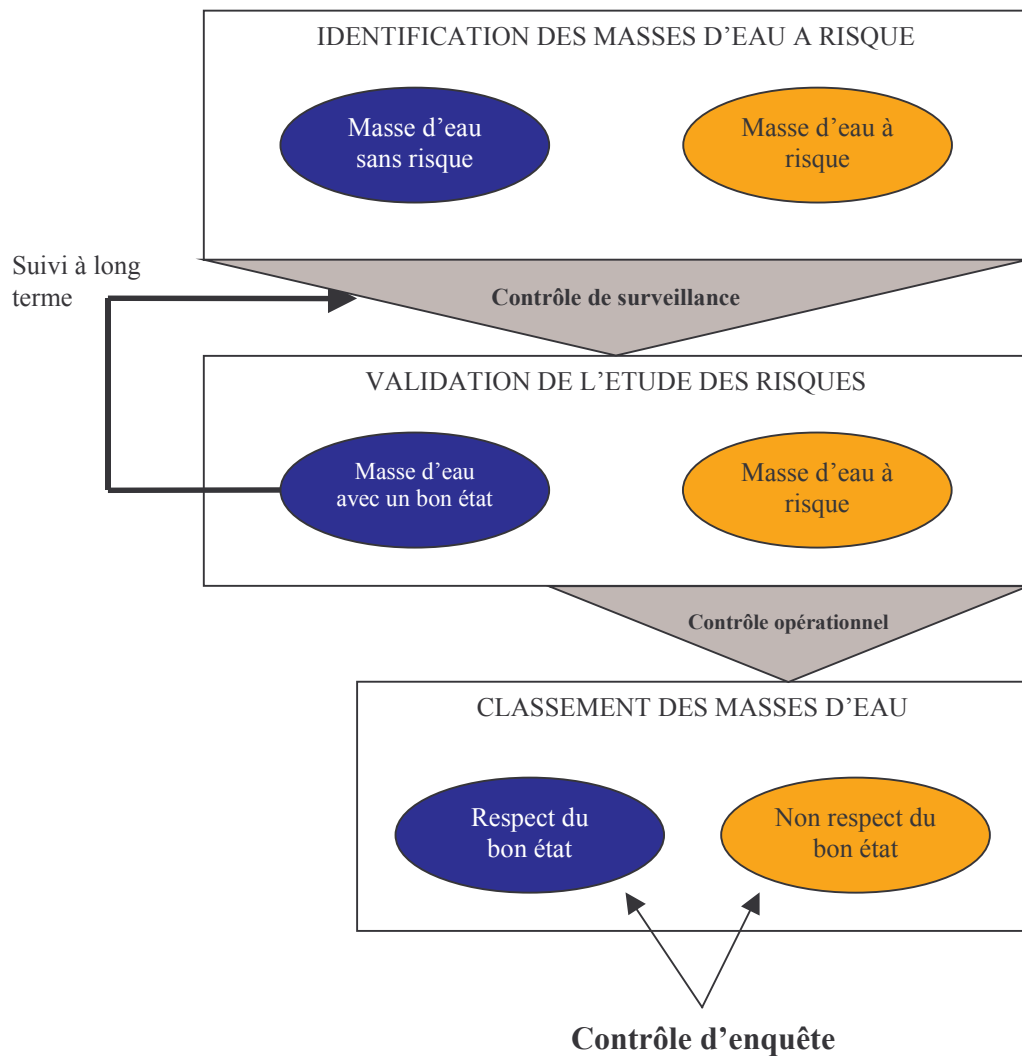 IDENTIFICATION DES MASSES D’EAU A RISQUE
Masse d’eau
sans risque
Masse d’eau à
risque
Suivi à long
terme
Contrôle de surveillance
VALIDATION DE L’ETUDE DES RISQUES
Masse d’eau
avec un bon état
Masse d’eau à
risque
Contrôle opérationnel
CLASSEMENT DES MASSES D’EAU
Respect du
bon état
Non respect du
bon état
Contrôle d’enquête